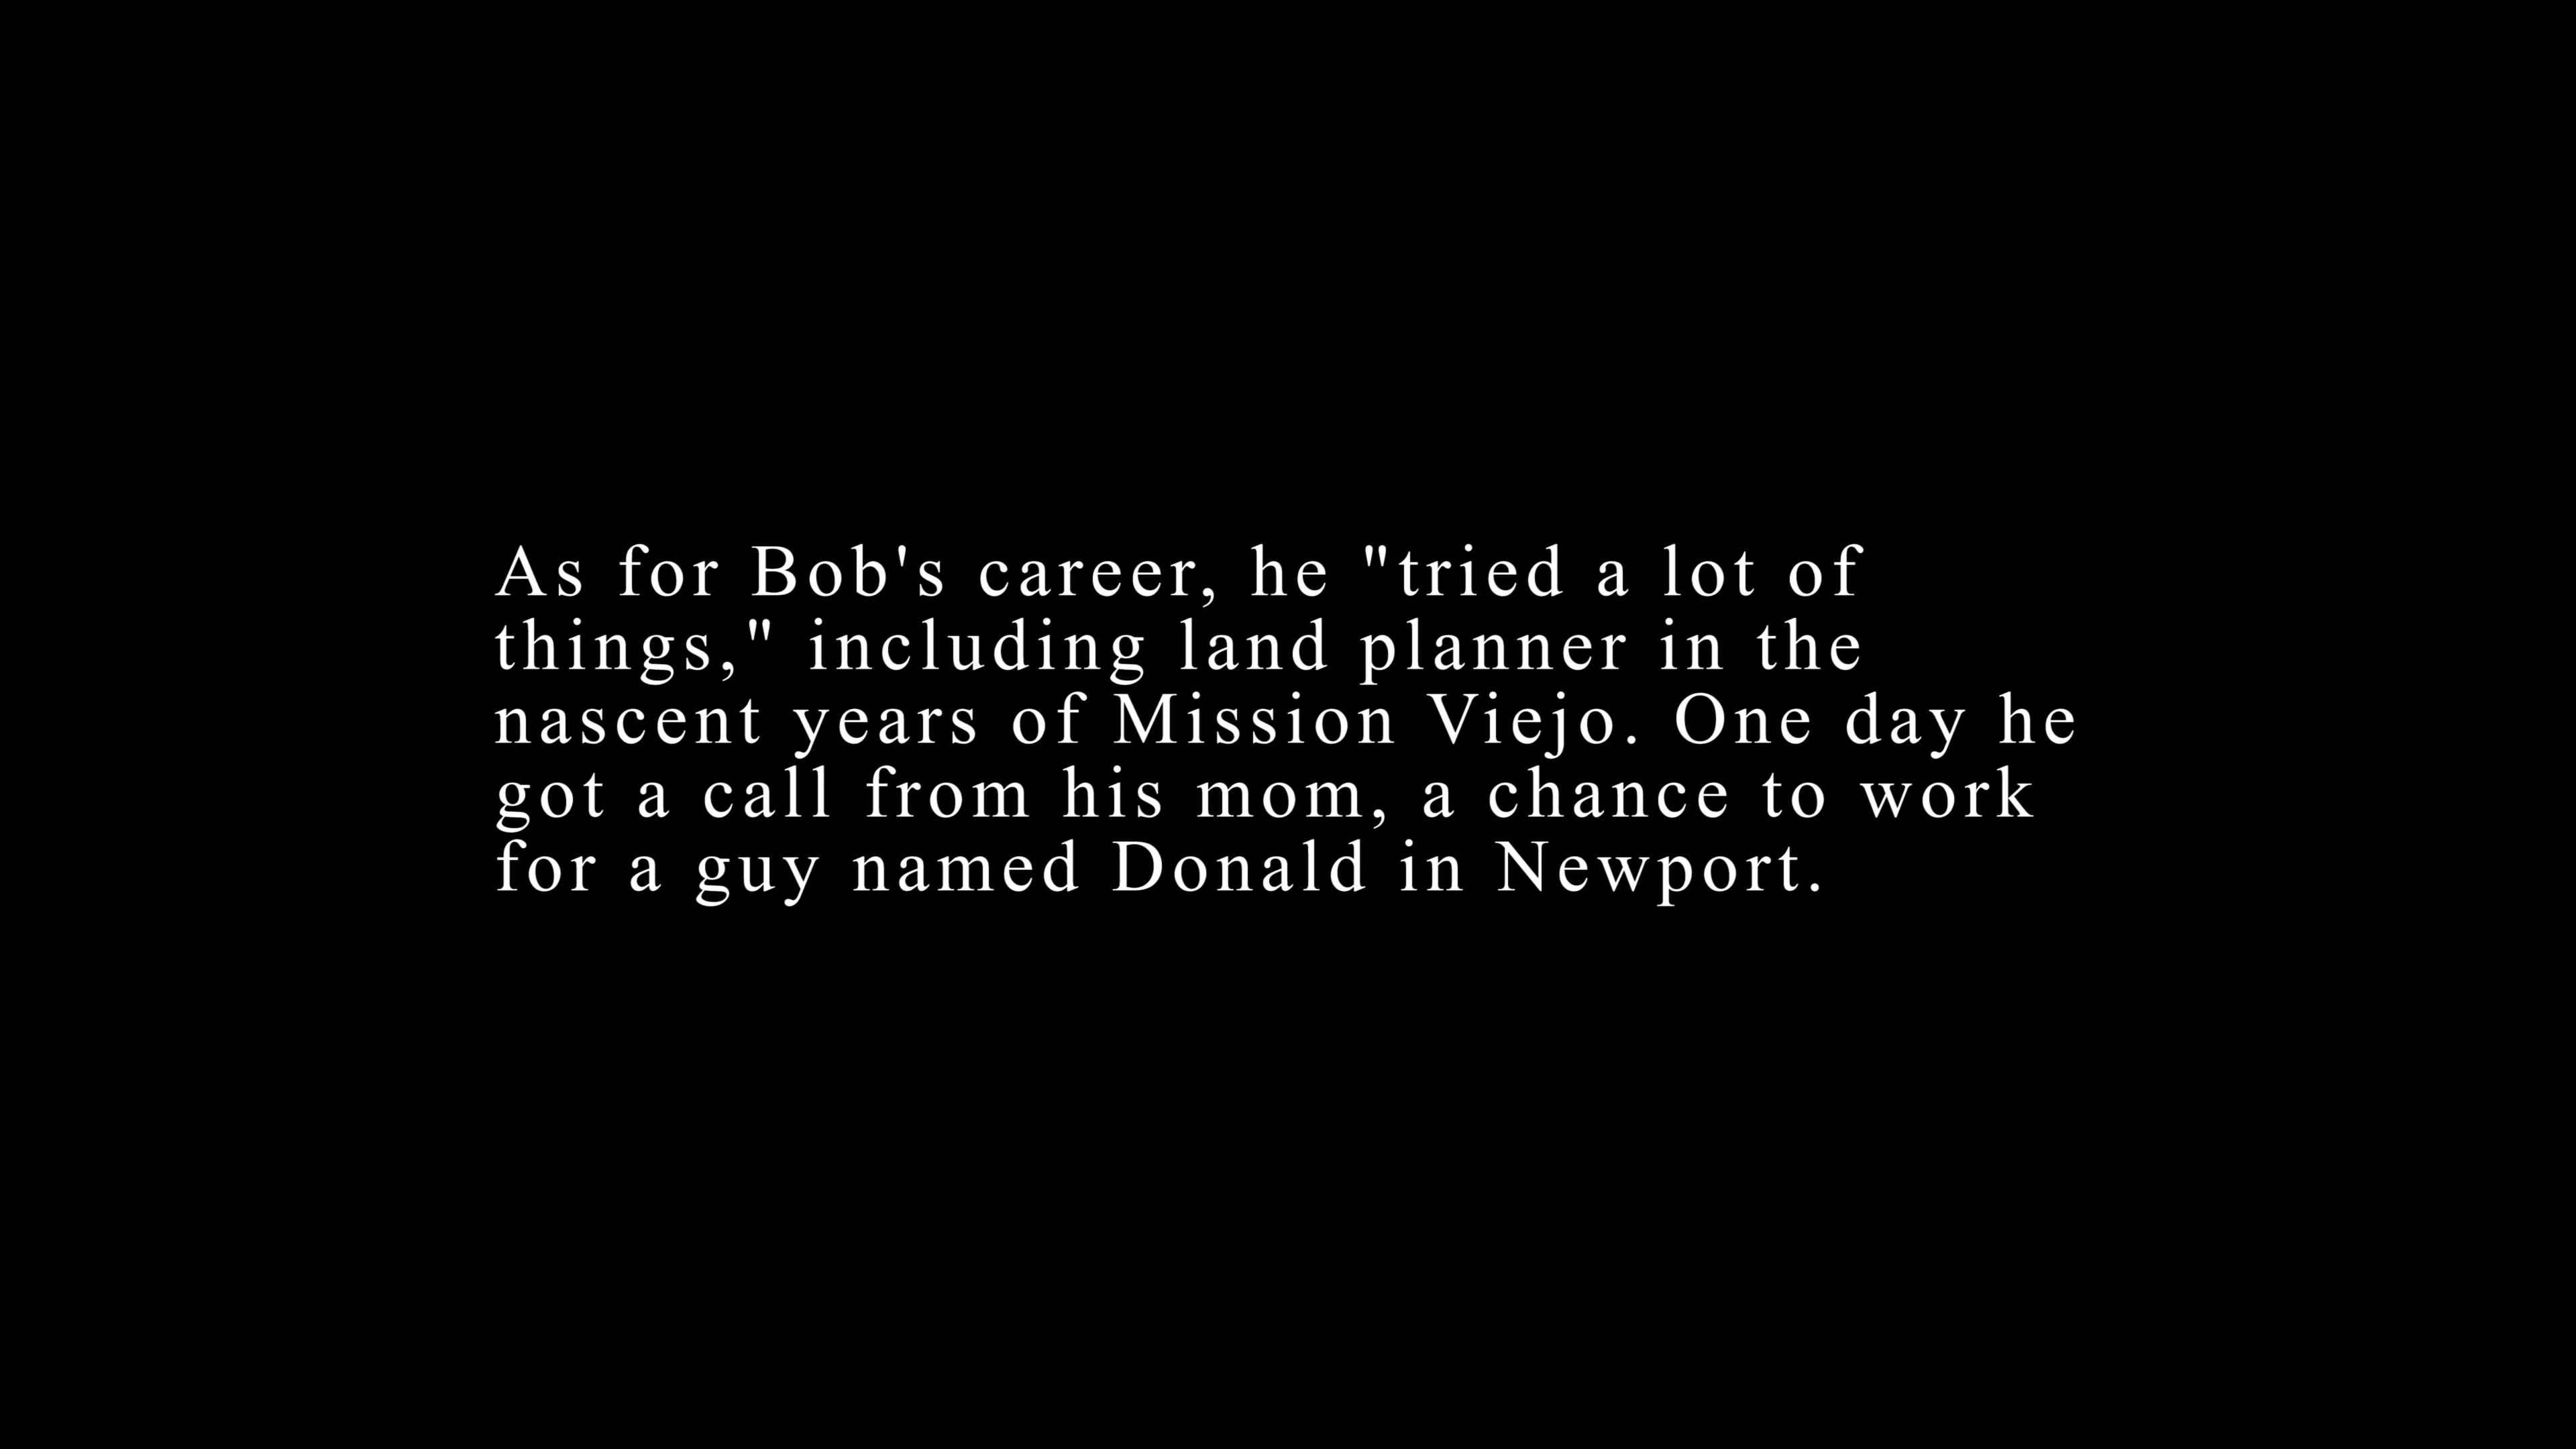 As for Bob's career, he "tried a lot of
things," including land planner in the
nascent years of Mission Viejo. One day he
got a call from his mom, a chance to work
for a guy named Donald in Newport.